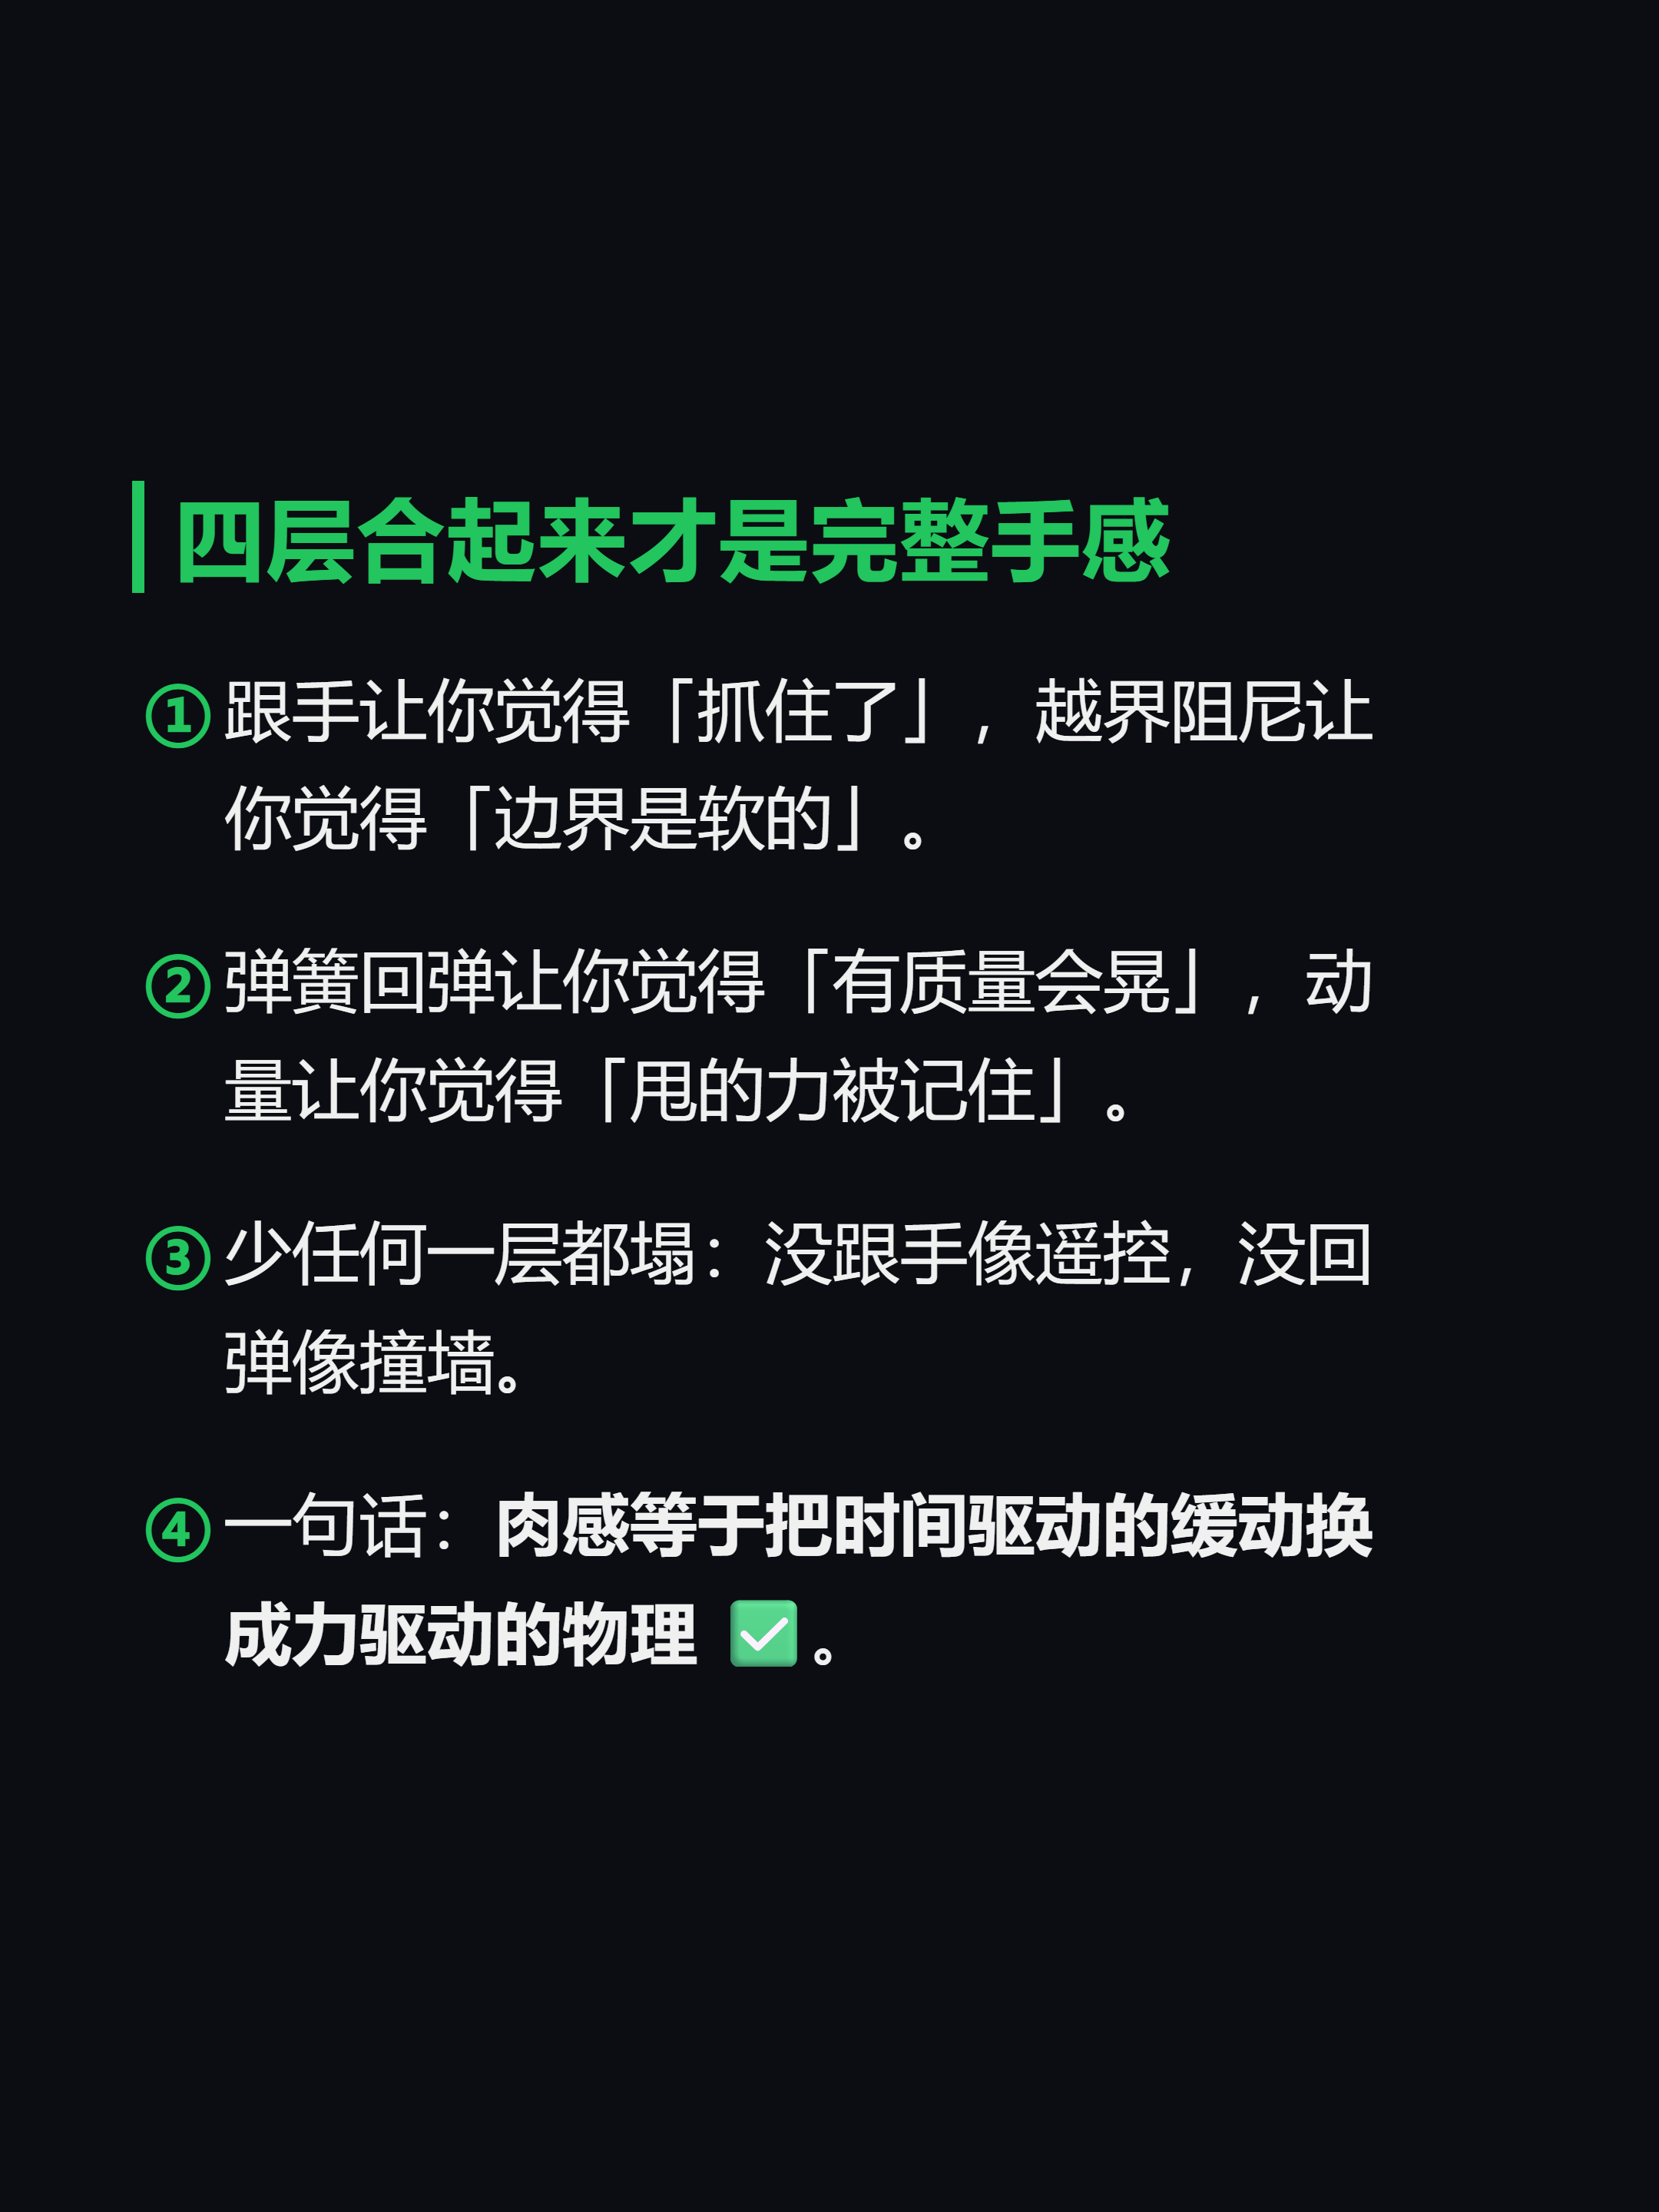 四层合起来才是完整手感
① 跟手让你觉得「抓住了」，越界阻尼让
你觉得「边界是软的」。
② 弹簧回弹让你觉得「有质量会晃」，动
量让你觉得「甩的力被记住」。
③ 少任何一层都塌：没跟手像遥控，没回
弹像撞墙。
④ 一句话：肉感等于把时间驱动的缓动换
成力驱动的物理 ✅。